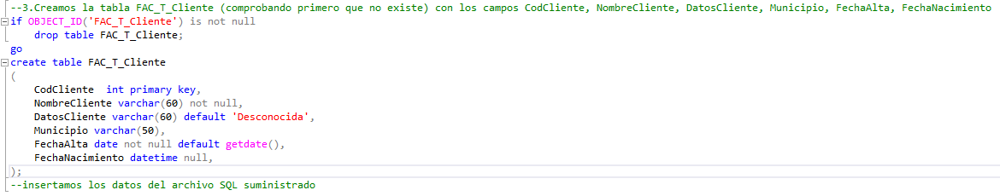 --3.Creamos la tabla FAC_T_Cliente (comprobando primero que no existe) con los campos CodCliente, NombreCliente, DatosCliente, Municipio, FechaAlta, FechaNacimiento
if OBJECT_ID('FAC_T_Cliente') is not null
    drop table FAC_T_Cliente;
go
create table FAC_T_Cliente
(
    CodCliente  int primary key,
    NombreCliente varchar(60) not null,
    DatosCliente varchar(60) default 'Desconocida',
    Municipio varchar(50),
    FechaAlta date not null default getdate(),
    FechaNacimiento datetime null,
);
--insertamos los datos del archivo SQL suministrado